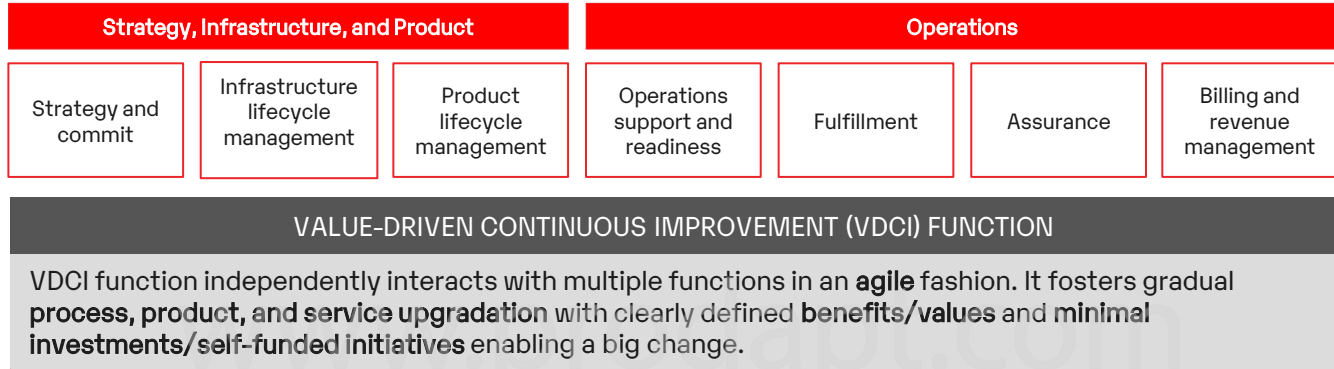 Strategy, Infrastructure, and Product
Operations
Strategy and
commit
Infrastructure
lifecycle
management
Product
lifecycle
management
Operations
support and
readiness
Fulfillment
Assurance
Billing and
revenue
management
VALUE-DRIVEN CONTINUOUS IMPROVEMENT (VDCI) FUNCTION
VDCI function independently interacts with multiple functions in an agile fashion. It fosters gradual
process, product, and service upgradation with clearly defined benefits/values and minimal
investments/self-funded initiatives enabling a big change.
www.prodapt.com